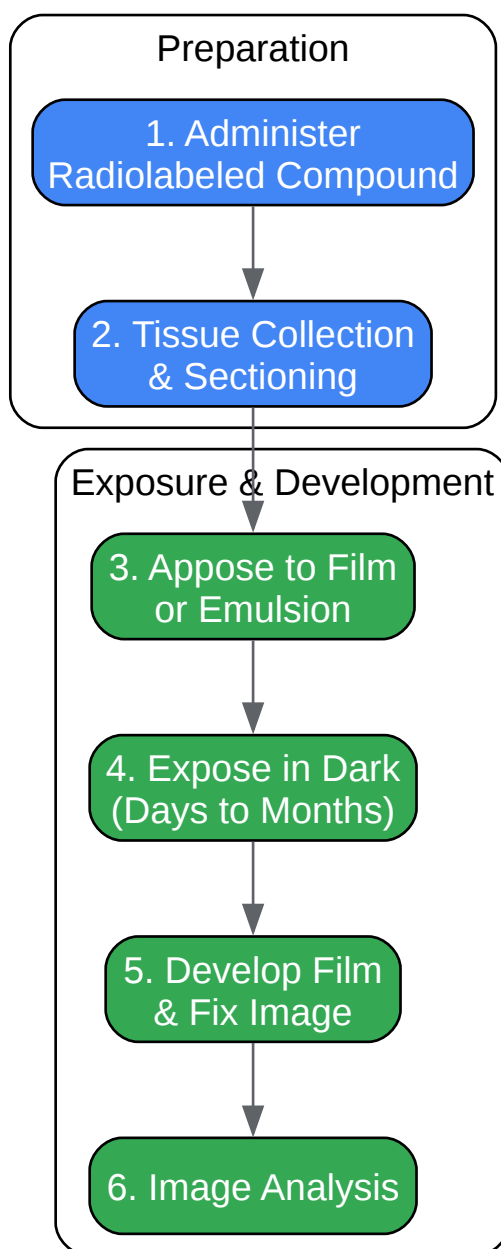 Preparation
1. Administer
Radiolabeled Compound
2. Tissue Collection
& Sectioning
Exposure & Development
3. Appose to Film
or Emulsion
4. Expose in Dark
(Days to Months)
5. Develop Film
& Fix Image
6. Image Analysis